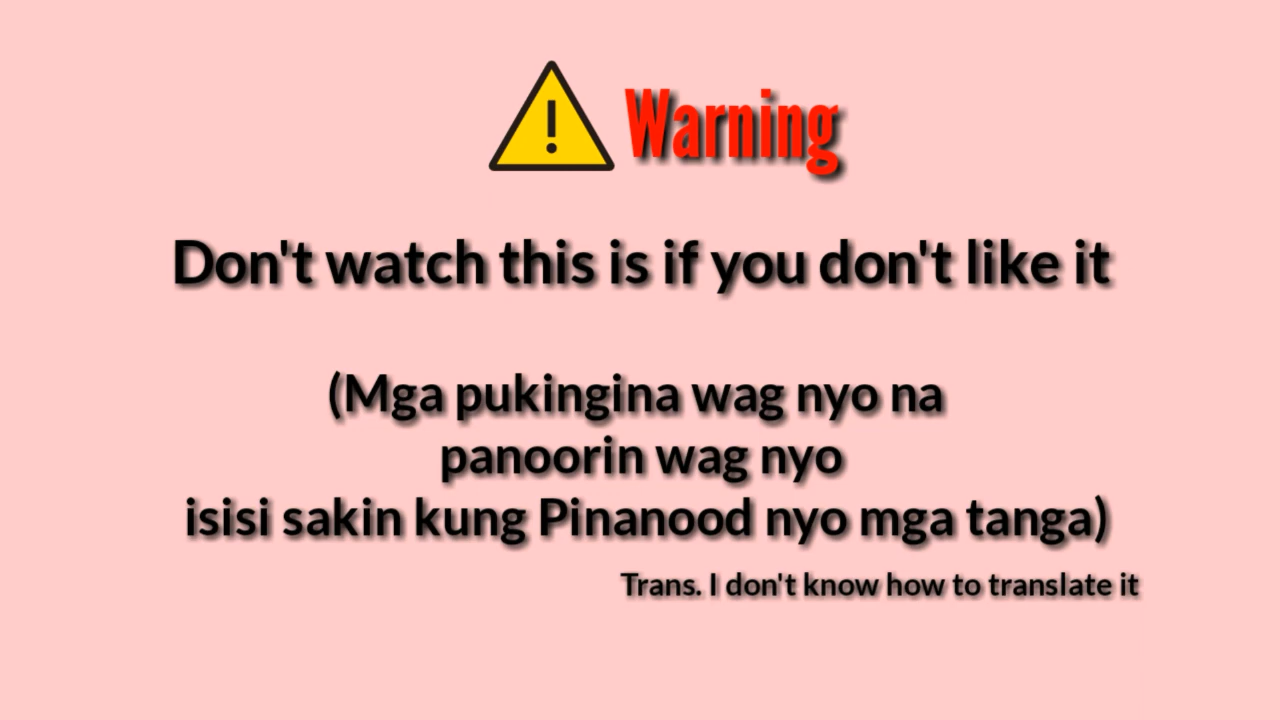 Warning
Don't watch this is if you don't like it
(Mga pukingina wag nyo na
panoorin wag nyo
isisi sakin kung Pinanood nyo mga tanga)
Trans. I don't know how to translate it